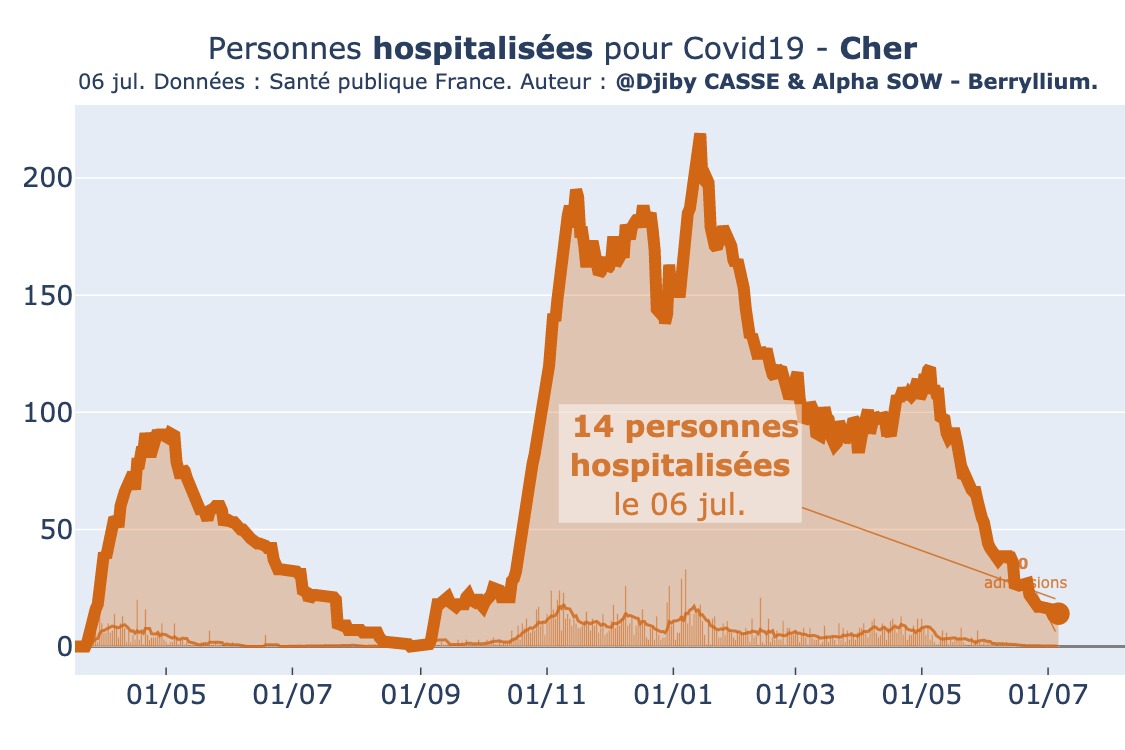 Personnes hospitalisées pour Covid19 - Cher
06 jul. Données : Santé publique France. Auteur : @Djiby CASSE & Alpha SOW - Berryllium.
200
150
100
50
0
14 personnes
hospitalisées
le 06 jul.
0
admissions
01/05
01/07
01/09
01/11
01/01
01/03
01/05
01/07